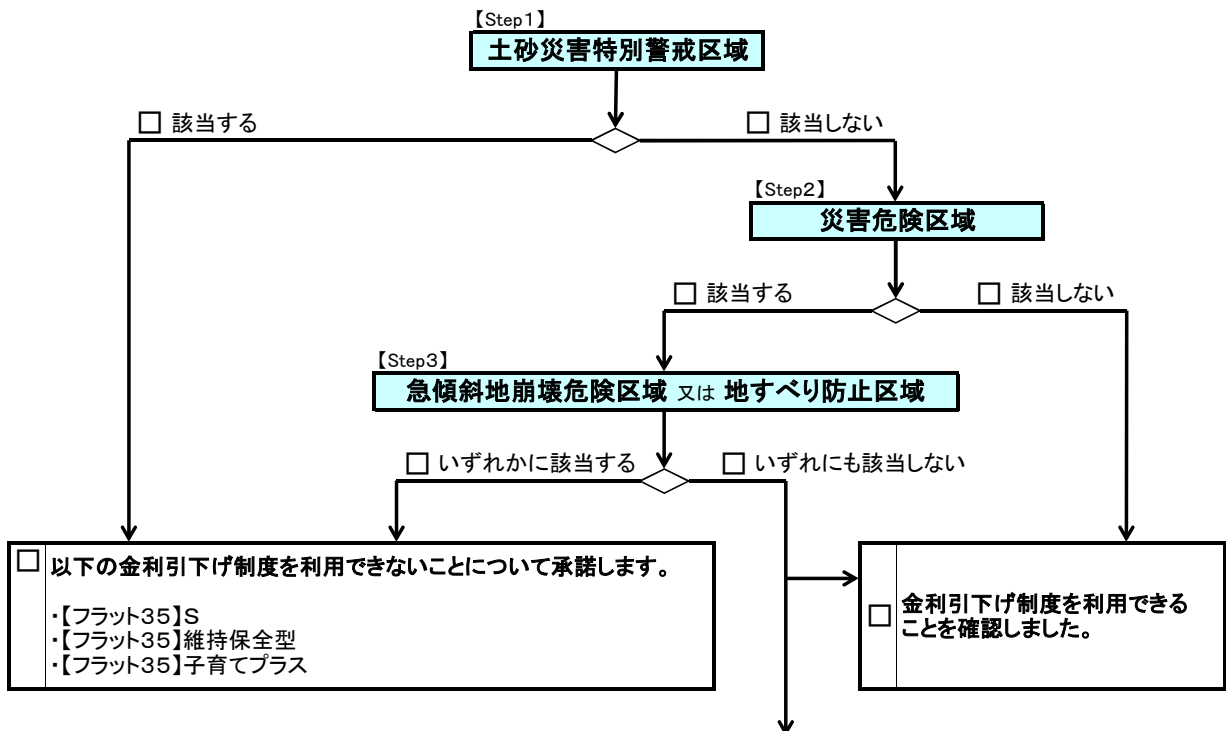 【Step1】
土砂災害特別警戒区域
□ 該当する
□ 該当しない
【Step2】
災害危険区域
□ 該当する
□ 該当しない
【Step3】
急傾斜地崩壊危険区域 又は 地すべり防止区域
□ いずれかに該当する
□ いずれにも該当しない
□ 以下の金利引下げ制度を利用できないことについて承諾します。
・【フラット35】S
・【フラット35】維持保全型
・【フラット35】子育てプラス
□ 金利引下げ制度を利用できる
ことを確認しました。